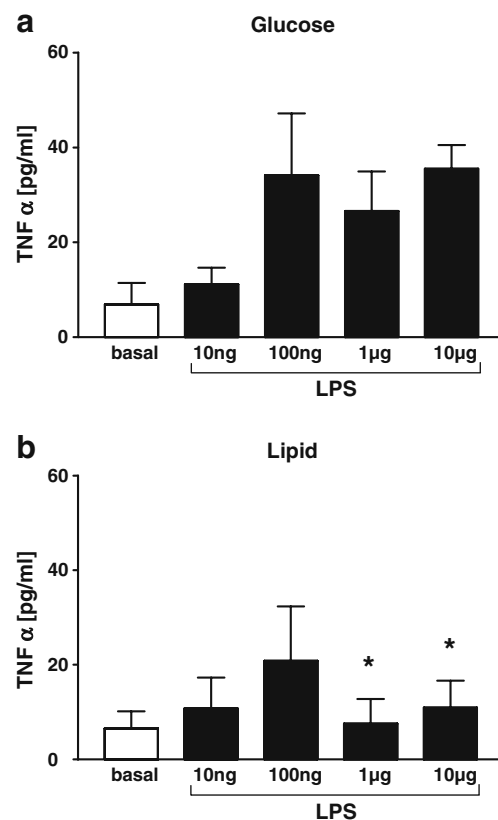 a
Glucose
60
40
20
0
TNF α [pg/ml]
basal 10ng 100ng 1µg 10µg
LPS
b
Lipid
60
40
20
0
TNF α [pg/ml]
* *
basal 10ng 100ng 1µg 10µg
LPS